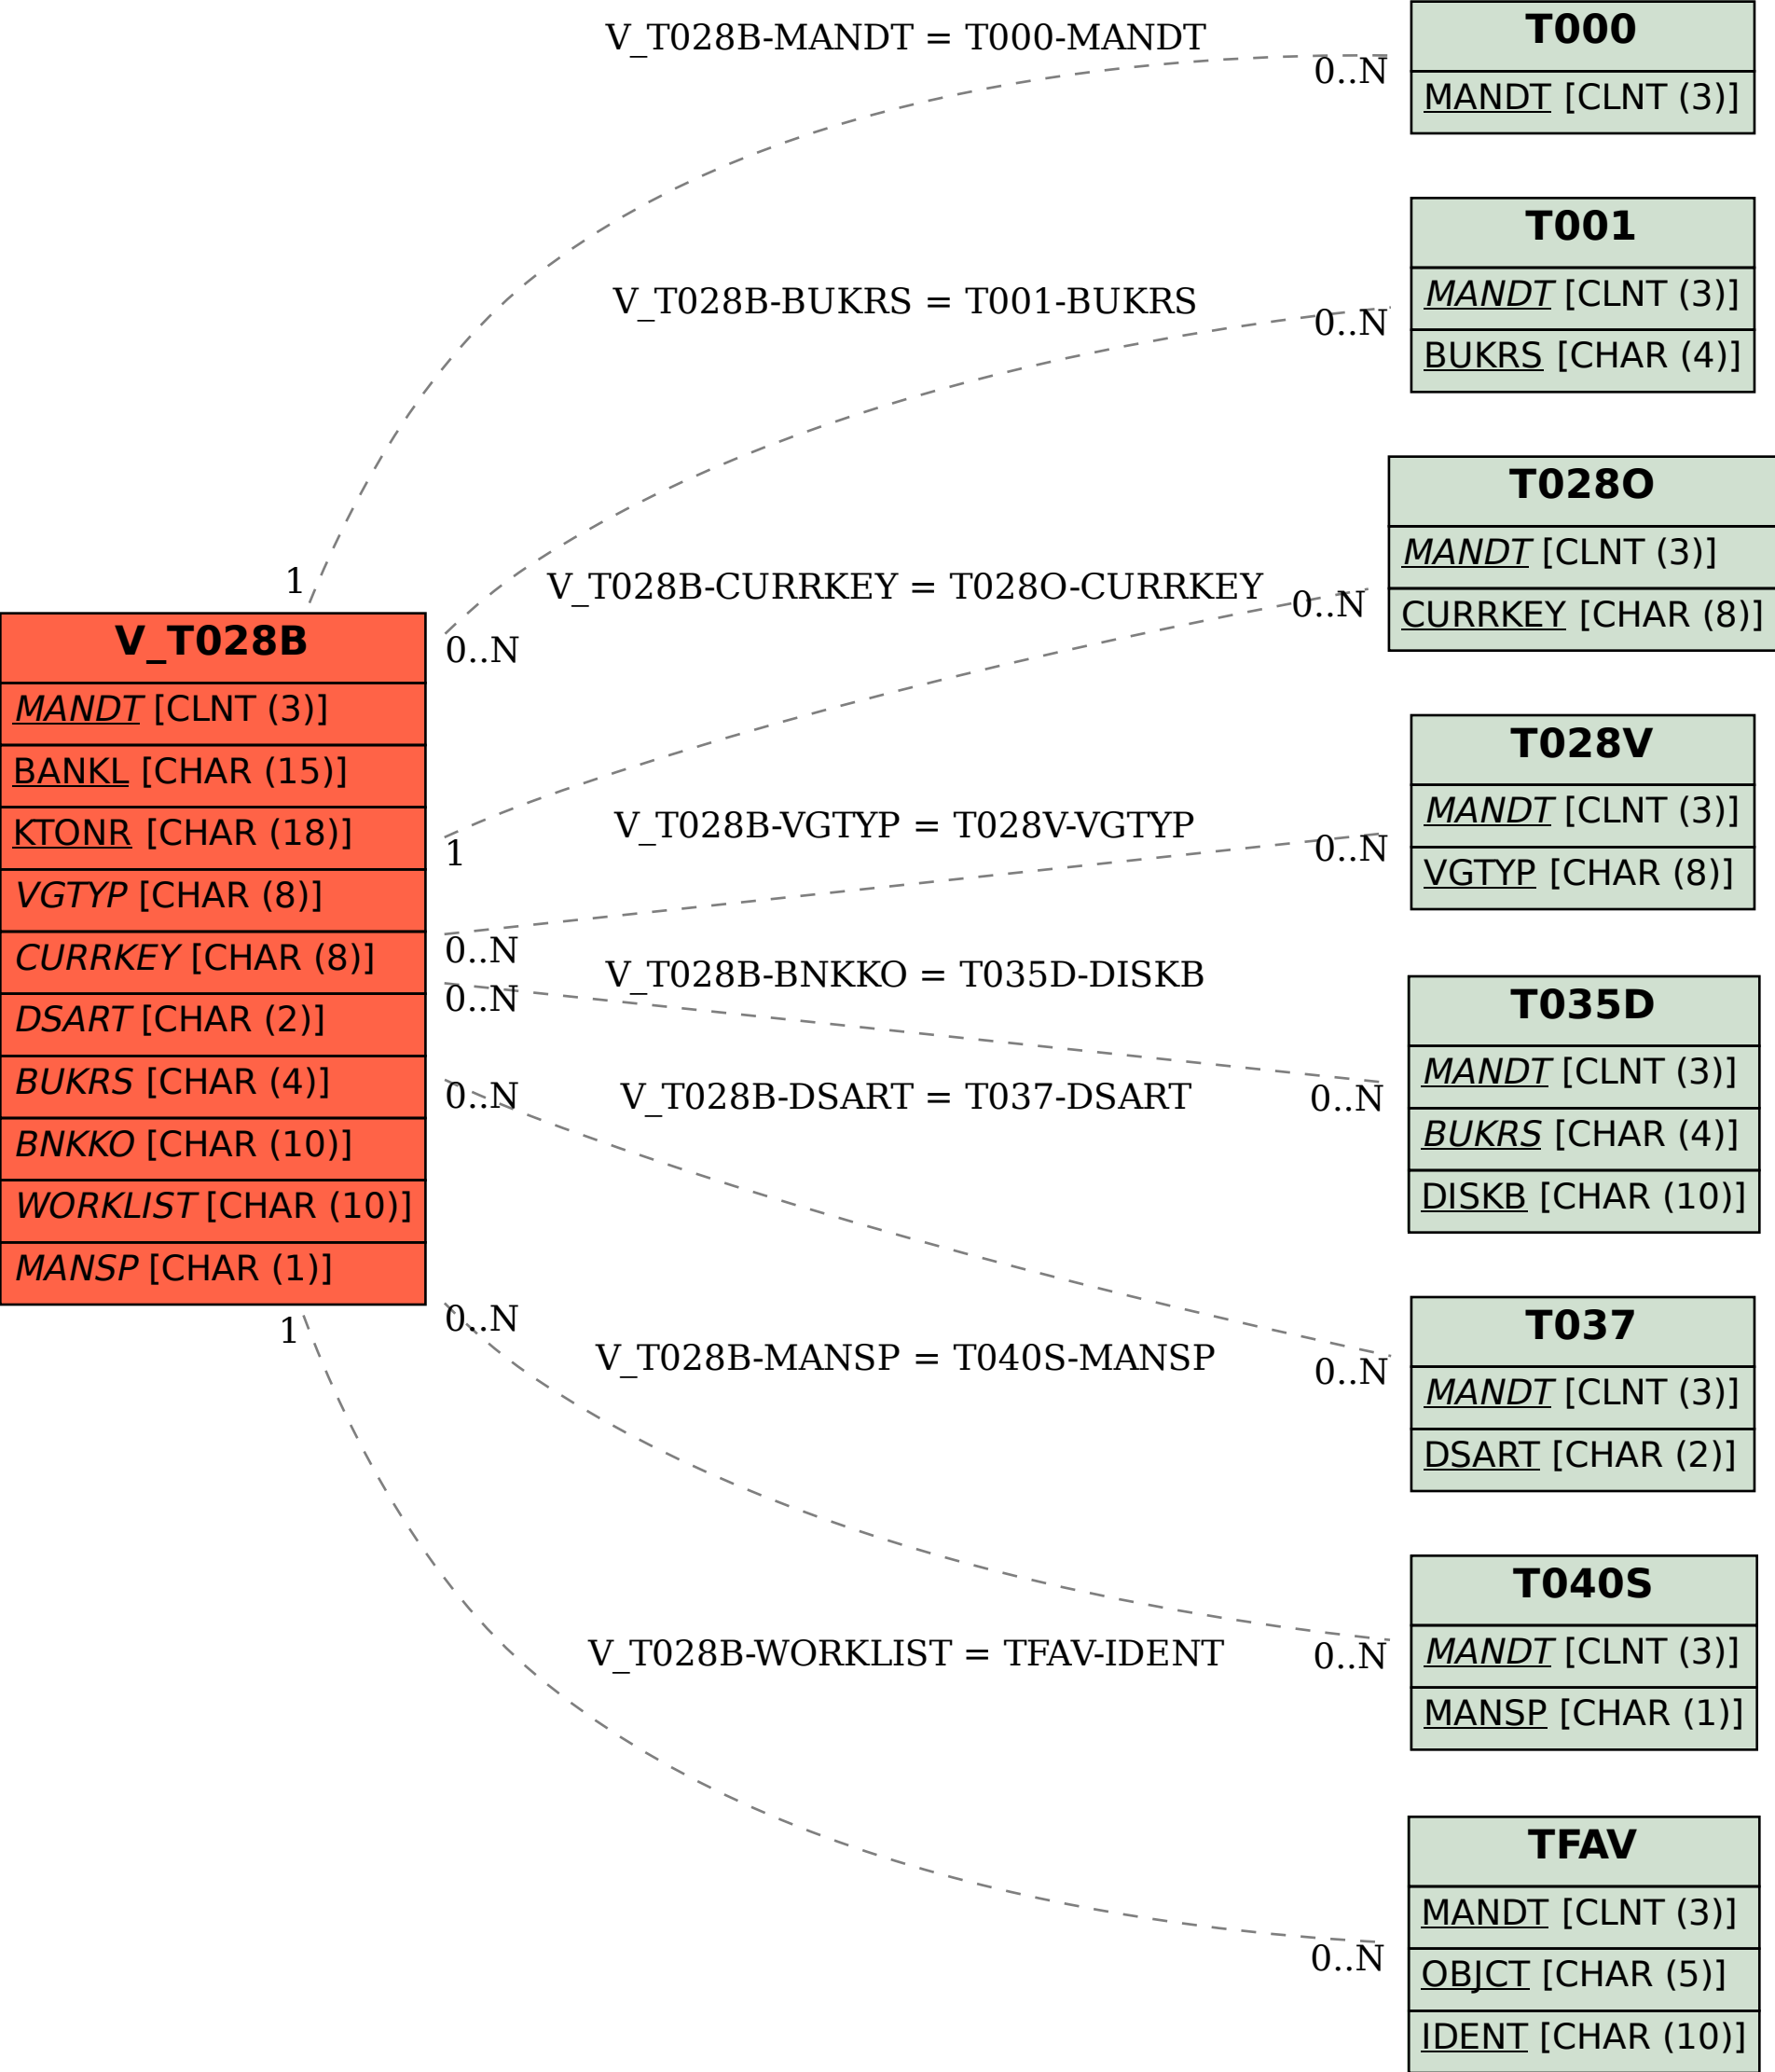 V_T028B-MANDT = T000-MANDT
0..N
T000
MANDT [CLNT (3)]
T001
MANDT [CLNT (3)]
BUKRS [CHAR (4)]
V_T028B-BUKRS = T001-BUKRS
0..N
T028O
MANDT [CLNT (3)]
CURRKEY [CHAR (8)]
1
V_T028B-CURRKEY = T028O-CURRKEY
0..N
V_T028B
MANDT [CLNT (3)]
BANKL [CHAR (15)]
KTONR [CHAR (18)]
VGTYP [CHAR (8)]
CURRKEY [CHAR (8)]
DSART [CHAR (2)]
BUKRS [CHAR (4)]
BNKKO [CHAR (10)]
WORKLIST [CHAR (10)]
MANSP [CHAR (1)]
0..N
T028V
MANDT [CLNT (3)]
VGTYP [CHAR (8)]
V_T028B-VGTYP = T028V-VGTYP
1
0..N
0..N
V_T028B-BNKKO = T035D-DISKB
0..N
T035D
MANDT [CLNT (3)]
BUKRS [CHAR (4)]
DISKB [CHAR (10)]
0..N
V_T028B-DSART = T037-DSART
0..N
T037
MANDT [CLNT (3)]
DSART [CHAR (2)]
1
0..N
V_T028B-MANSP = T040S-MANSP
0..N
T040S
MANDT [CLNT (3)]
MANSP [CHAR (1)]
V_T028B-WORKLIST = TFAV-IDENT
0..N
TFAV
MANDT [CLNT (3)]
OBJCT [CHAR (5)]
IDENT [CHAR (10)]
0..N